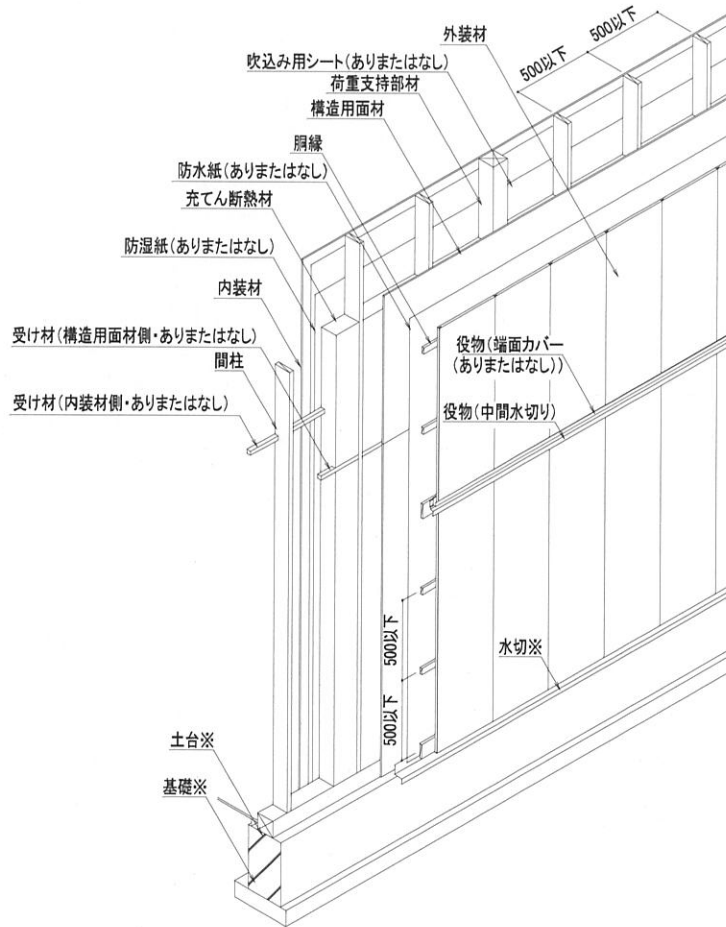 500以下
500以下
外装材
吹込み用シート(ありまたはなし)
荷重支持部材
構造用面材
胴縁
防水紙(ありまたはなし)
充てん断熱材
防湿紙(ありまたはなし)
内装材
受け材(構造用面材側・ありまたはなし)
間柱
受け材(内装材側・ありまたはなし)
役物(端面カバー
(ありまたはなし))
役物(中間水切り)
500以下
500以下
水切※
土台※
基礎※